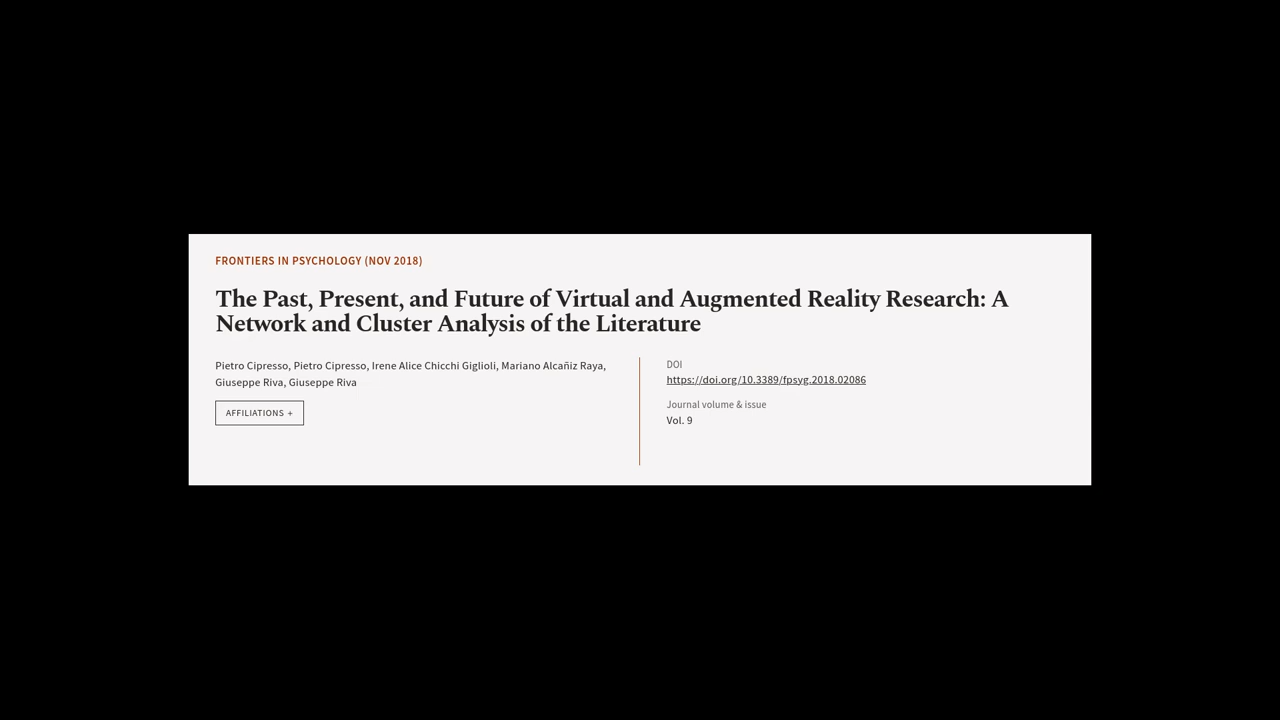 FRONTIERS IN PSYCHOLOGY (NOV 2018)
The Past, Present, and Future of Virtual and Augmented Reality Research: A
Network and Cluster Analysis of the Literature
Pietro Cipresso, Pietro Cipresso, Irene Alice Chicchi Giglioli, Mariano Alcañiz Raya,
Giuseppe Riva, Giuseppe Riva
AFFILIATIONS +
DOI
https://doi.org/10.3389/fpsyg.2018.02086
Journal volume & issue
Vol. 9